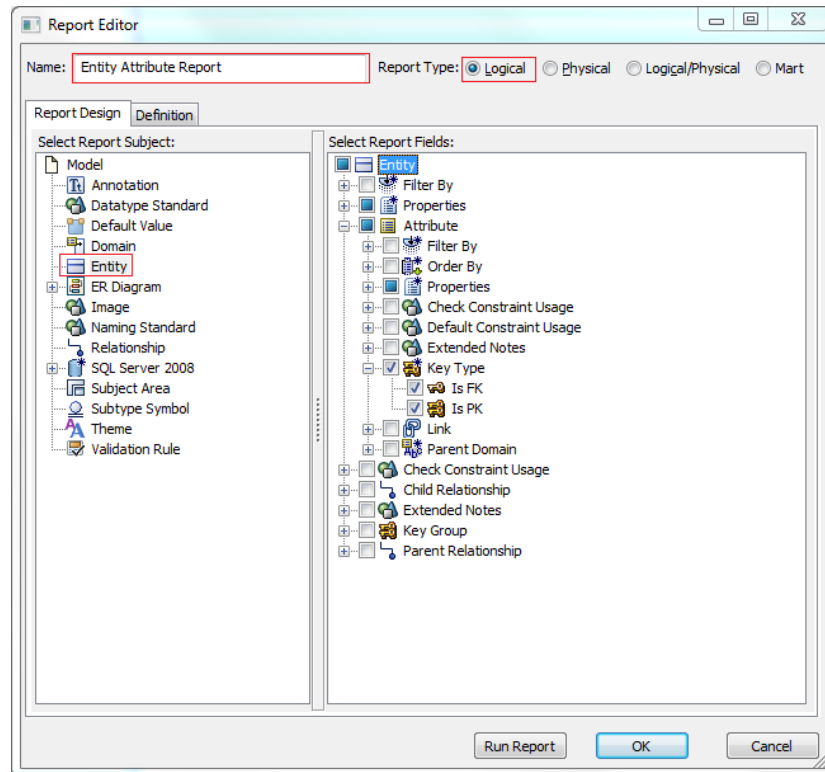 Report Editor
Name: Entity Attribute Report Report Type: Logical Physical Logical/Physical Mart
Report Design Definition
Select Report Subject:
Model
Annotation
Datatype Standard
Default Value
Domain
Entity
ER Diagram
Image
Naming Standard
Relationship
SQL Server 2008
Subject Area
Subtype Symbol
Theme
Validation Rule
Select Report Fields:
Entity
Filter By
Properties
Attribute
Filter By
Order By
Properties
Check Constraint Usage
Default Constraint Usage
Extended Notes
Key Type
Is FK
Is PK
Link
Parent Domain
Check Constraint Usage
Child Relationship
Extended Notes
Key Group
Parent Relationship
Run Report OK Cancel